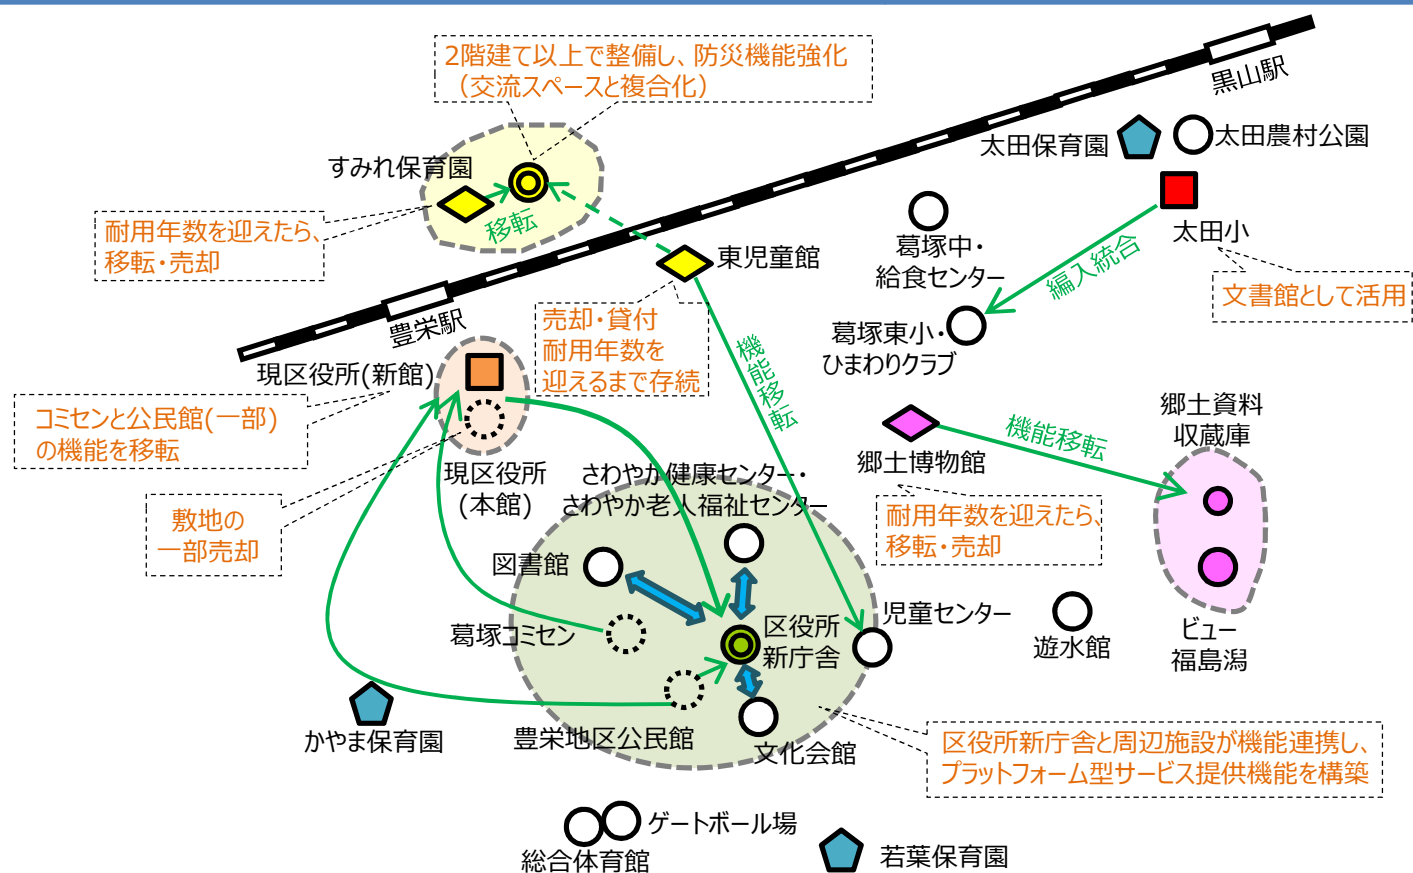 2階建て以上で整備し、防災機能強化
（交流スペースと複合化）
黒山駅
太田保育園
太田農村公園
すみれ保育園
移転
耐用年数を迎えたら、
移転・売却
東児童館
葛塚中・
給食センター
太田小
編入統合
文書館として活用
豊栄駅
売却・貸付
耐用年数を
迎えるまで存続
機能移転
葛塚東小・
ひまわりクラブ
現区役所(新館)
コミセンと公民館(一部)
の機能を移転
現区役所
(本館)
敷地の
一部売却
郷土博物館
機能移転
郷土資料
収蔵庫
耐用年数を迎えたら、
移転・売却
さわやか健康センター・
さわやか老人福祉センター
図書館
葛塚コミセン
区役所
新庁舎
児童センター
遊水館
ビュー
福島潟
かやま保育園
豊栄地区公民館
文化会館
区役所新庁舎と周辺施設が機能連携し、
プラットフォーム型サービス提供機能を構築
ゲートボール場
総合体育館
若葉保育園